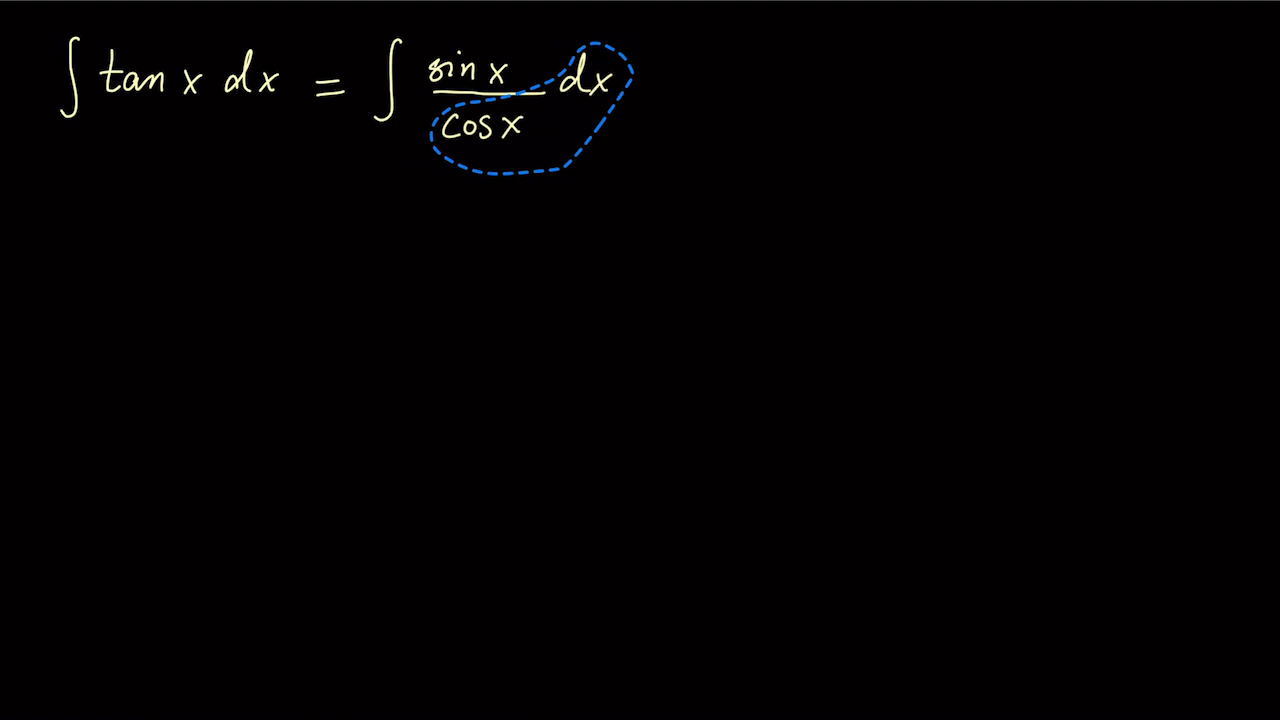 ∫ tan x dx = ∫ sin x / cos x dx